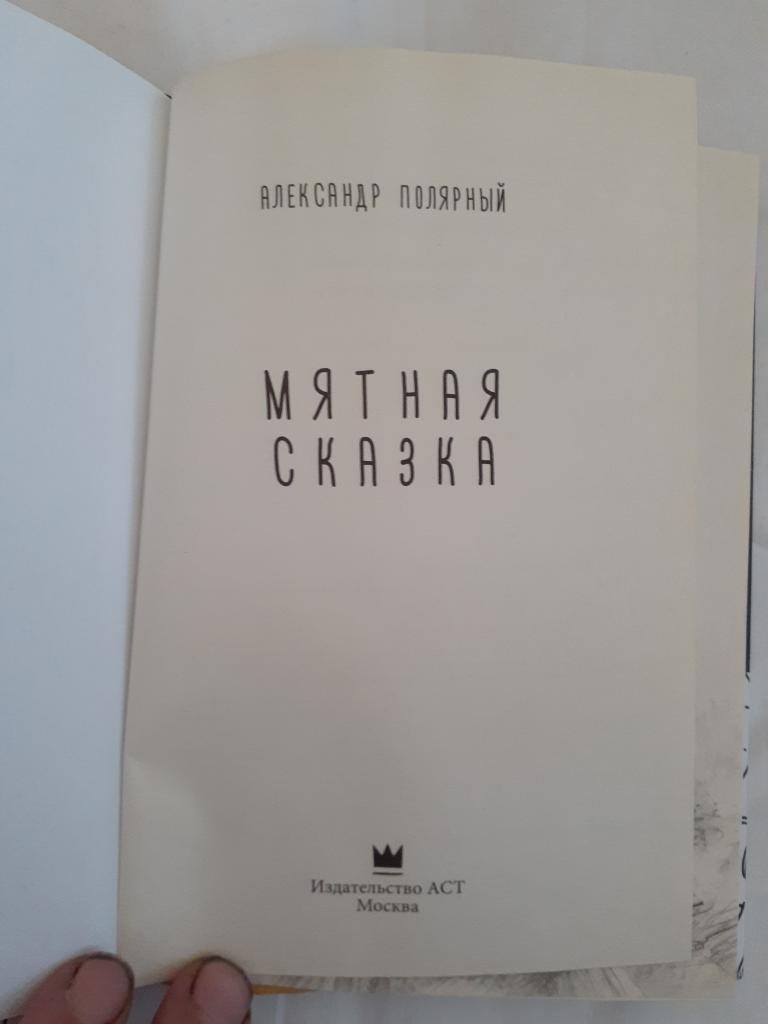 АЛЕКСАНДР ПОЛЯРНЫЙ
МЯТНАЯ
СКАЗКА
Издательство АСТ
Москва